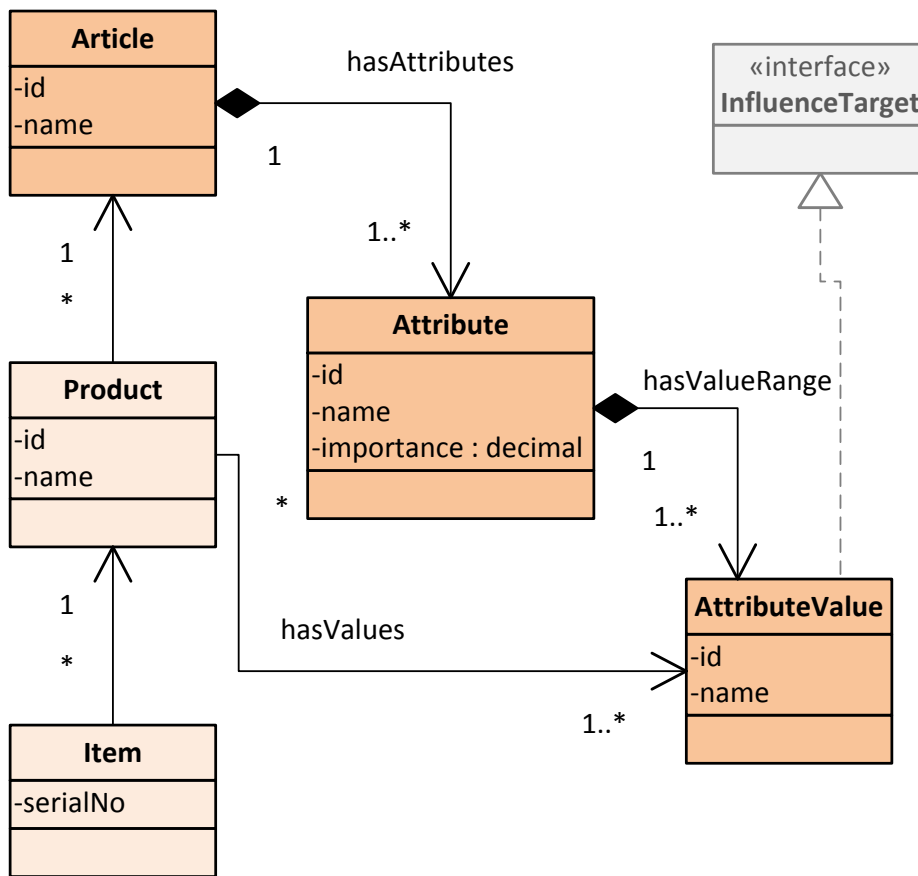 Article
-id
-name
hasAttributes
1
1..*
«interface»
InfluenceTarget
1
*
Attribute
-id
-name
-importance : decimal
hasValueRange
1
1..*
Product
-id
-name
*
hasValues
1..*
1
*
AttributeValue
-id
-name
Item
-serialNo